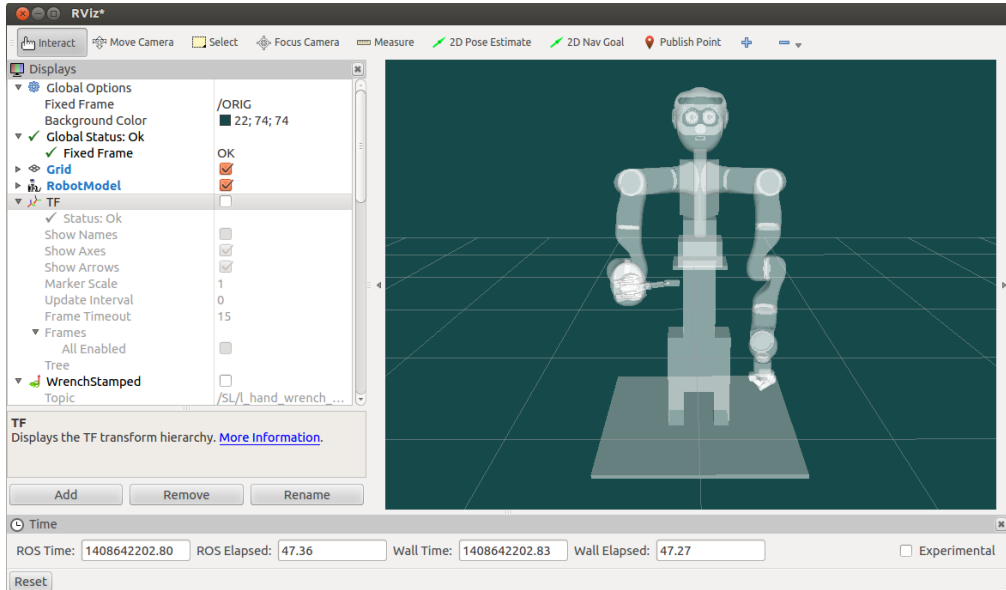 RViz*
Interact Move Camera Select Focus Camera Measure 2D Pose Estimate 2D Nav Goal Publish Point
Displays
Global Options
Fixed Frame /ORIG
Background Color 22; 74; 74
Global Status: Ok
Fixed Frame OK
Grid
RobotModel
TF
Status: Ok
Show Names
Show Axes
Show Arrows
Marker Scale 1
Update Interval 0
Frame Timeout 15
Frames
All Enabled
Tree
WrenchStamped
Topic /SL/l_hand_wrench_...
TF
Displays the TF transform hierarchy. More Information.
Add Remove Rename
Time
ROS Time: 1408642202.80 ROS Elapsed: 47.36 Wall Time: 1408642202.83 Wall Elapsed: 47.27 Experimental
Reset